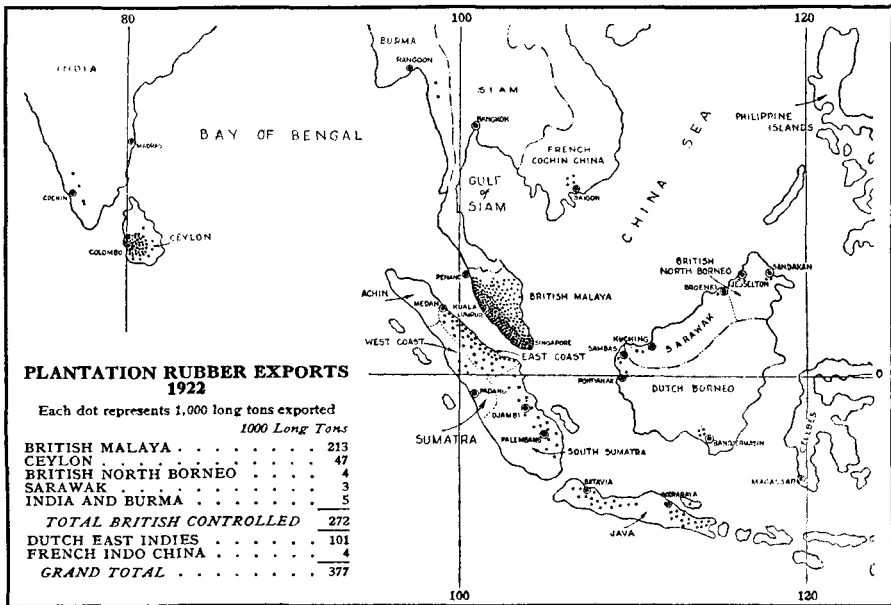 80
100
120
INDIA
BURMA
RANGOON
SIAM
MADRAS
BAY OF BENGAL
BANGKOK
PHILIPPINE
ISLANDS
FRENCH
COCHIN CHINA
CHINA SEA
GULF
OF
SIAM
SAIGON
COCHIN
CEYLON
COLOMBO
PENANG
BRITISH
NORTH BORNEO
SANDAKAN
JESSELTON
BROENEI
ACHIN
MEDAN
KUALA
LUMPUR
BRITISH MALAYA
SARAWAK
SINGAPORE
KUCHING
WEST COAST
EAST COAST
SAMBAS
0
PONTIANAK
DUTCH BORNEO
PADANG
DJAMBI
SUMATRA
PALEMBANG
SOUTH SUMATRA
BANDJERMASIN
CELEBES
MACASSAR
BATAVIA
SOERABAYA
JAVA
PLANTATION RUBBER EXPORTS
1922
Each dot represents 1,000 long tons exported
1000 Long Tons
BRITISH MALAYA . . . . . . . . . 213
CEYLON . . . . . . . . . . . . . 47
BRITISH NORTH BORNEO . . . . . 4
SARAWAK . . . . . . . . . . . . 3
INDIA AND BURMA . . . . . . . . 5
TOTAL BRITISH CONTROLLED 272
DUTCH EAST INDIES . . . . . . 101
FRENCH INDO CHINA . . . . . . 4
GRAND TOTAL . . . . . . . . 377
100
120